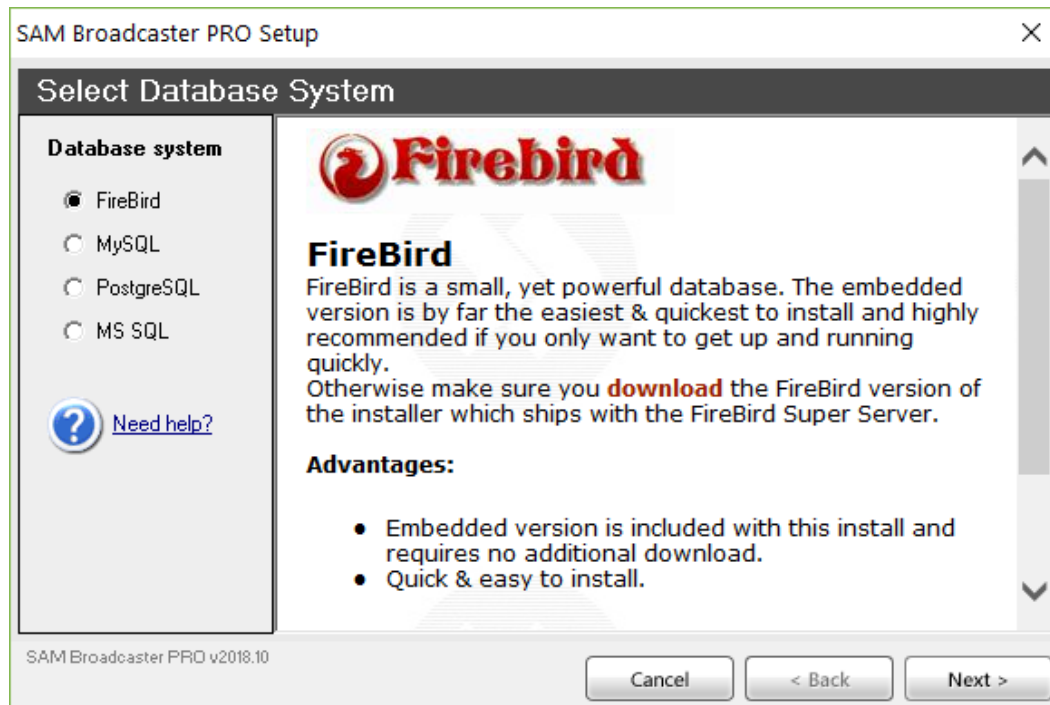 SAM Broadcaster PRO Setup
Select Database System
Database system
FireBird
MySQL
PostgreSQL
MS SQL
Need help?
Firebird
FireBird
FireBird is a small, yet powerful database. The embedded
version is by far the easiest & quickest to install and highly
recommended if you only want to get up and running
quickly.
Otherwise make sure you download the FireBird version of
the installer which ships with the FireBird Super Server.
Advantages:
● Embedded version is included with this install and
requires no additional download.
● Quick & easy to install.
SAM Broadcaster PRO v2018.10
Cancel
< Back
Next >